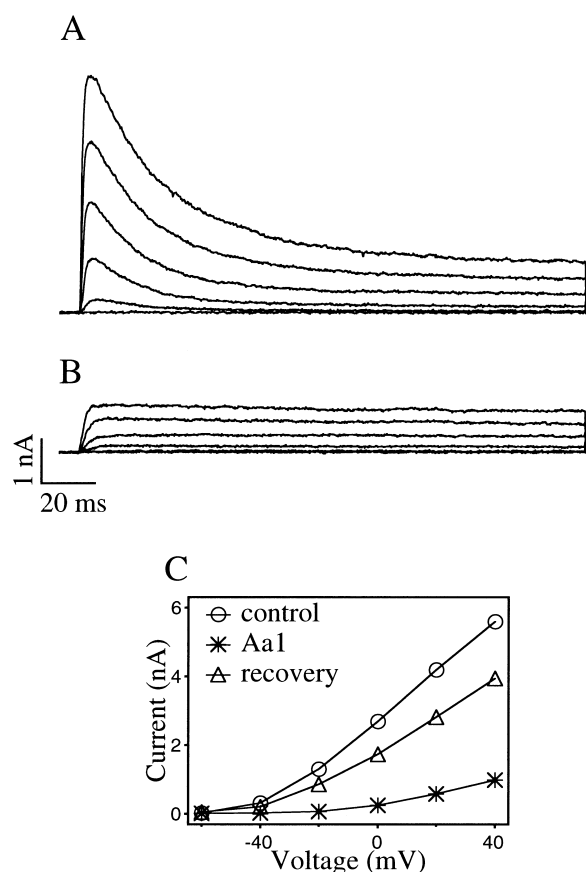 A
B
1 nA
20 ms
C
control
Aa1
recovery
6
4
2
0
Current (nA)
-40
0
40
Voltage (mV)